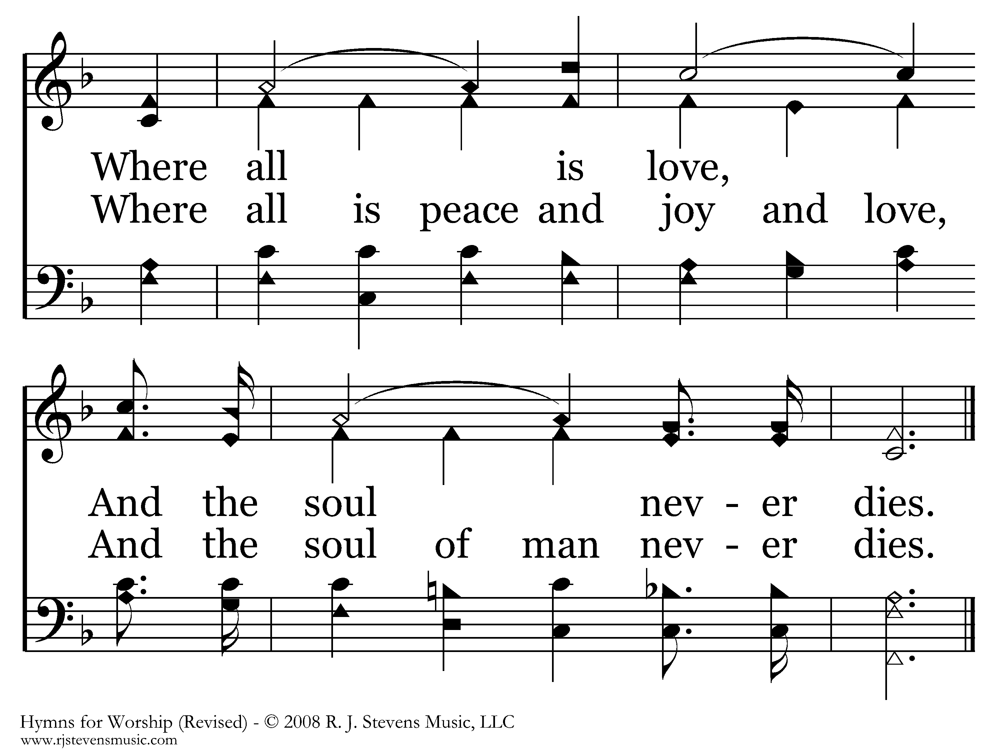 Where all is love,
Where all is peace and joy and love,
And the soul nev - er dies.
And the soul of man nev - er dies.
Hymns for Worship (Revised) - © 2008 R. J. Stevens Music, LLC
www.rjstevensmusic.com